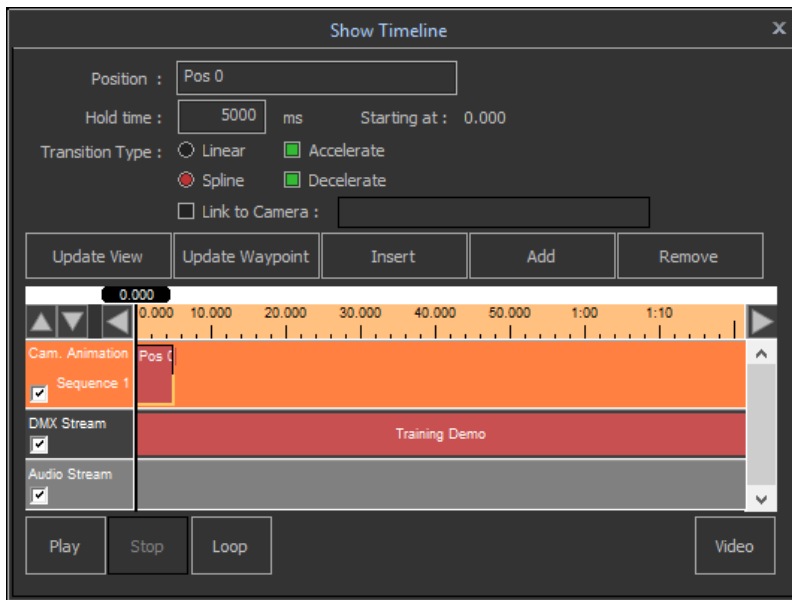 Show Timeline x
Position : Pos 0
Hold time : 5000 ms Starting at : 0.000
Transition Type : Linear Accelerate
Spline Decelerate
Link to Camera :
Update View Update Waypoint Insert Add Remove
0.000
0.000 10.000 20.000 30.000 40.000 50.000 1:00 1:10
Cam. Animation Pos 0
Sequence 1
DMX Stream
Training Demo
Audio Stream
Play Stop Loop Video